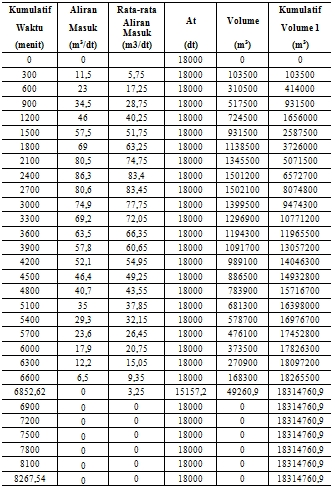 Kumulatif Waktu (menit) | Aliran Masuk (m³/dt) | Rata-rata Aliran Masuk (m3/dt) | At (dt) | Volume (m³) | Kumulatif Volume I (m³)
0 0 18000 0 0
300 11,5 5,75 18000 103500 103500
600 23 17,25 18000 310500 414000
900 34,5 28,75 18000 517500 931500
1200 46 40,25 18000 724500 1656000
1500 57,5 51,75 18000 931500 2587500
1800 69 63,25 18000 1138500 3726000
2100 80,5 74,75 18000 1345500 5071500
2400 86,3 83,4 18000 1501200 6572700
2700 80,6 83,45 18000 1502100 8074800
3000 74,9 77,75 18000 1399500 9474300
3300 69,2 72,05 18000 1296900 10771200
3600 63,5 66,35 18000 1194300 11965500
3900 57,8 60,65 18000 1091700 13057200
4200 52,1 54,95 18000 989100 14046300
4500 46,4 49,25 18000 886500 14932800
4800 40,7 43,55 18000 783900 15716700
5100 35 37,85 18000 681300 16398000
5400 29,3 32,15 18000 578700 16976700
5700 23,6 26,45 18000 476100 17452800
6000 17,9 20,75 18000 373500 17826300
6300 12,2 15,05 18000 270900 18097200
6600 6,5 9,35 18000 168300 18265500
6852,62 0 3,25 15157,2 49260,9 18314760,9
6900 0 0 18000 0 18314760,9
7200 0 0 18000 0 18314760,9
7500 0 0 18000 0 18314760,9
7800 0 0 18000 0 18314760,9
8100 0 0 18000 0 18314760,9
8267,54 0 0 18000 0 18314760,9